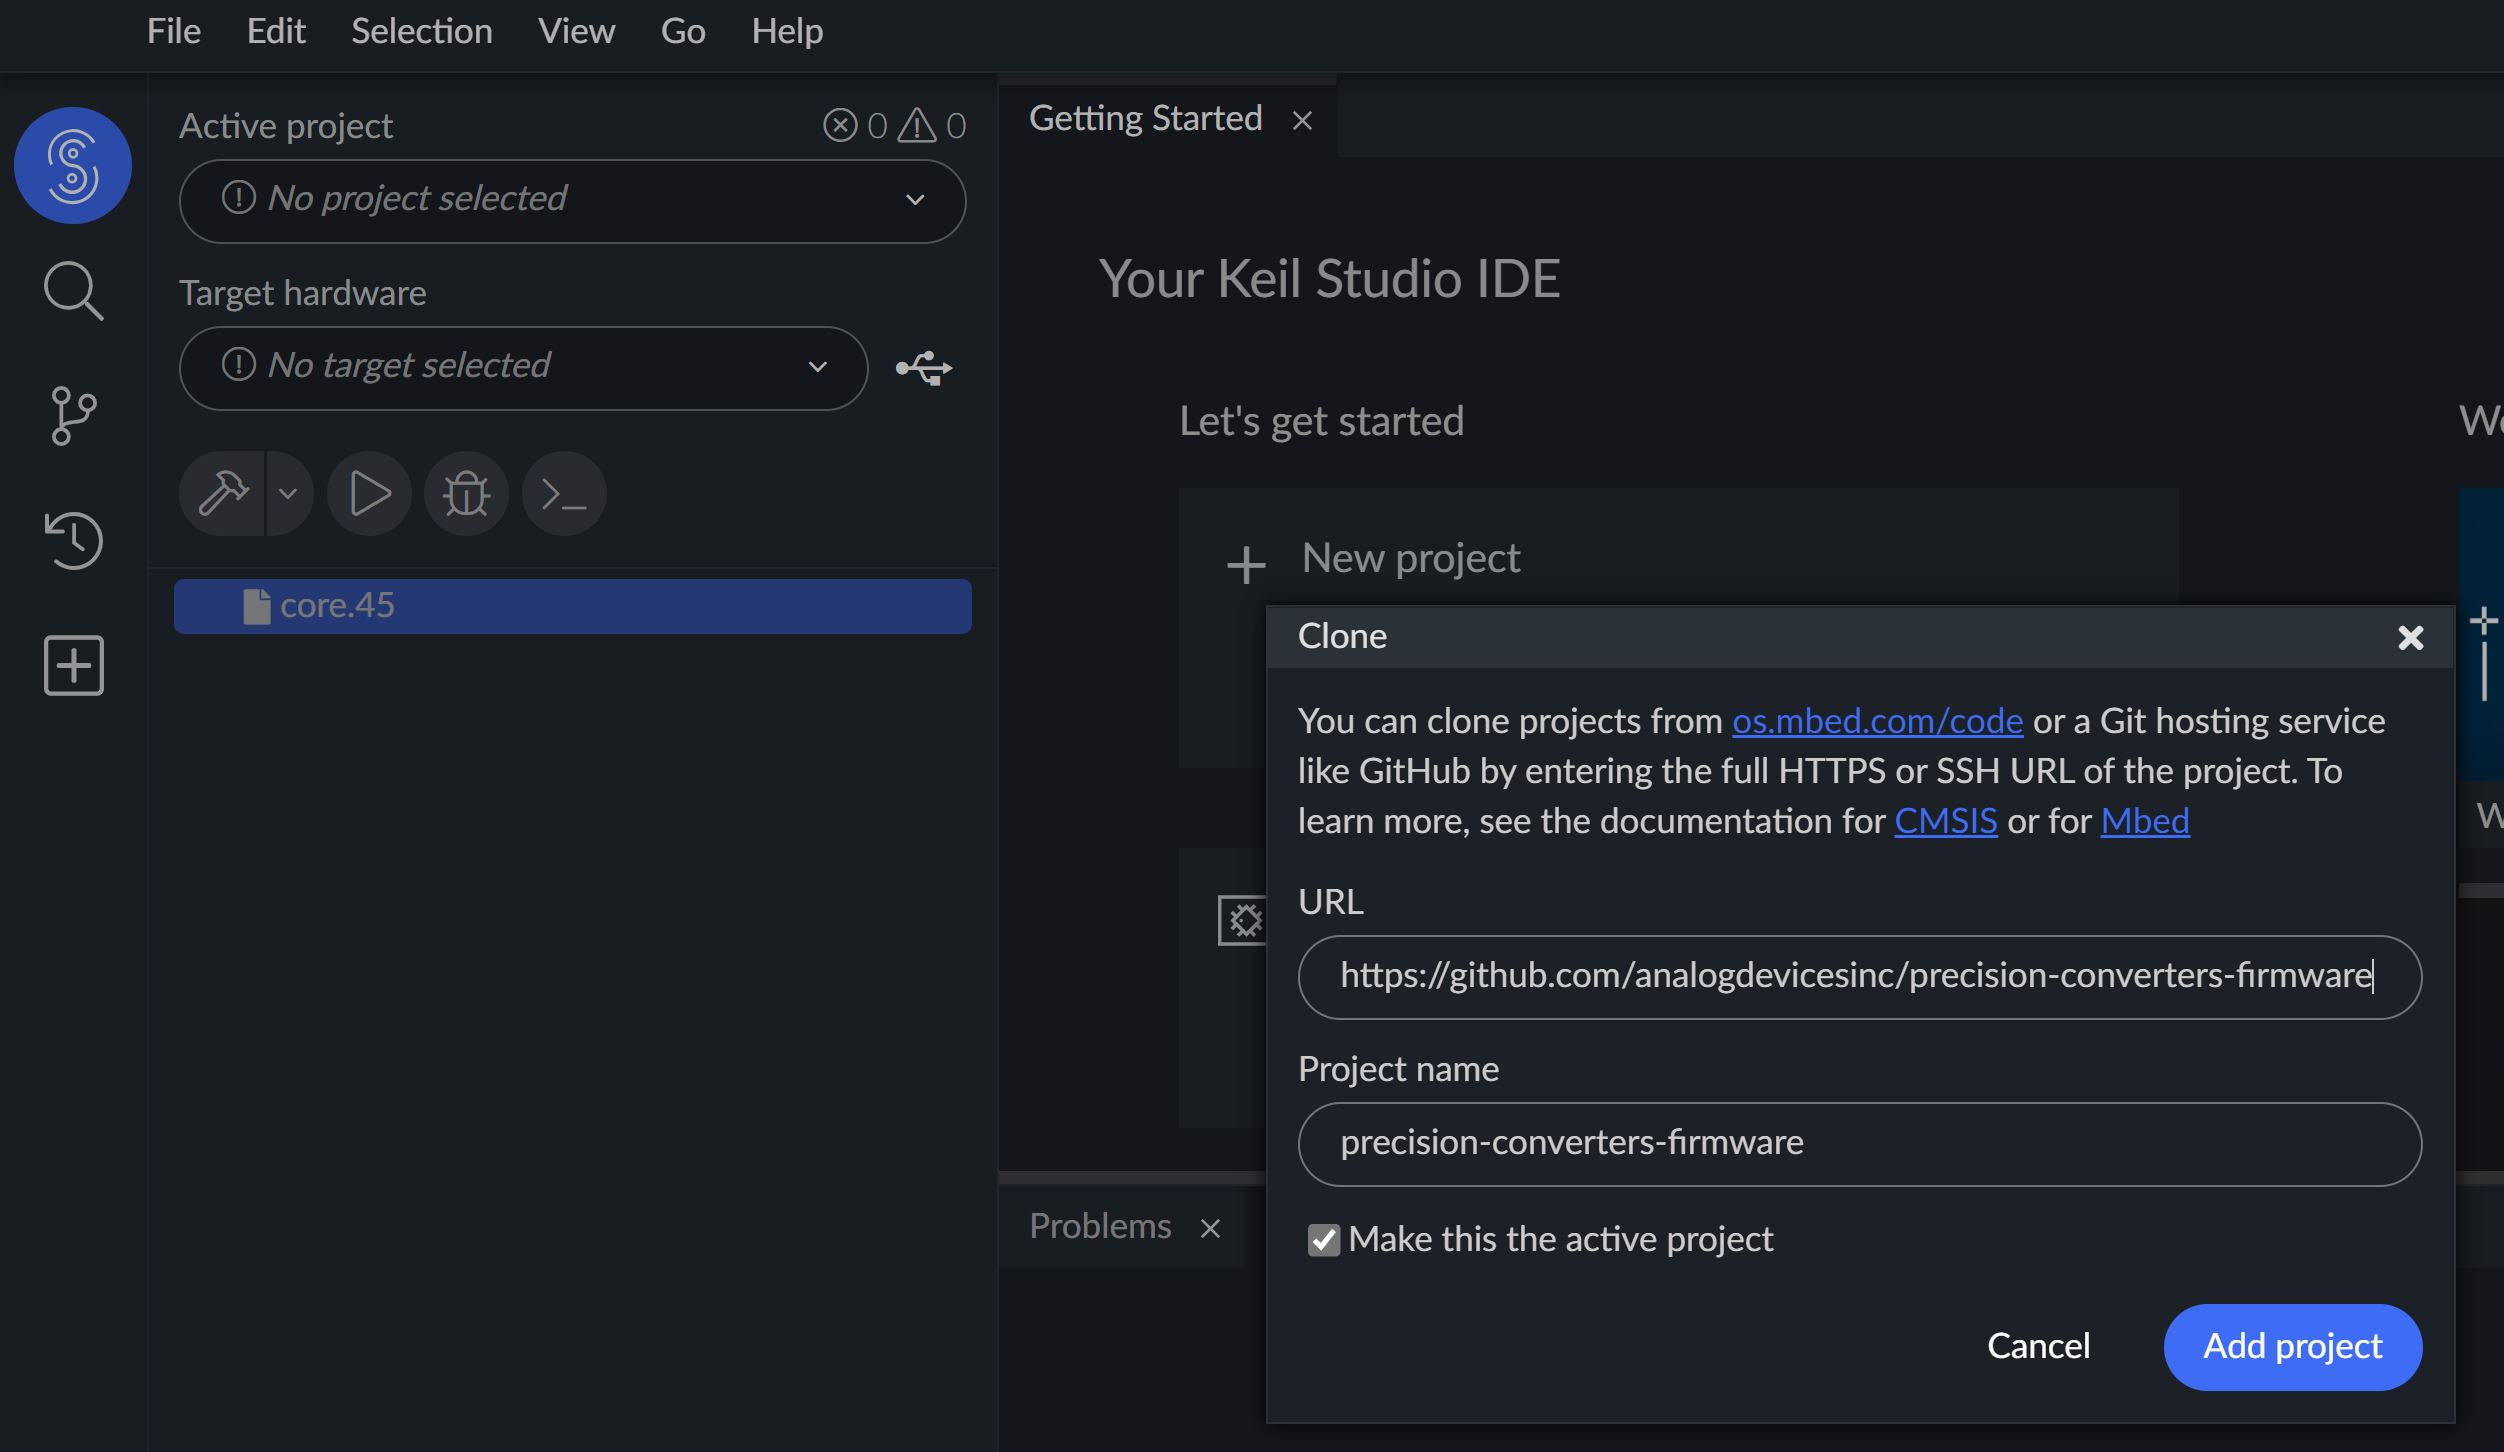 File Edit Selection View Go Help
Active project 0 0
No project selected
Target hardware
No target selected
core.45
Getting Started
Your Keil Studio IDE
Let's get started
New project
Clone
You can clone projects from os.mbed.com/code or a Git hosting service
like GitHub by entering the full HTTPS or SSH URL of the project. To
learn more, see the documentation for CMSIS or for Mbed
URL
https://github.com/analogdevicesinc/precision-converters-firmware
Project name
precision-converters-firmware
Make this the active project
Cancel Add project
Problems